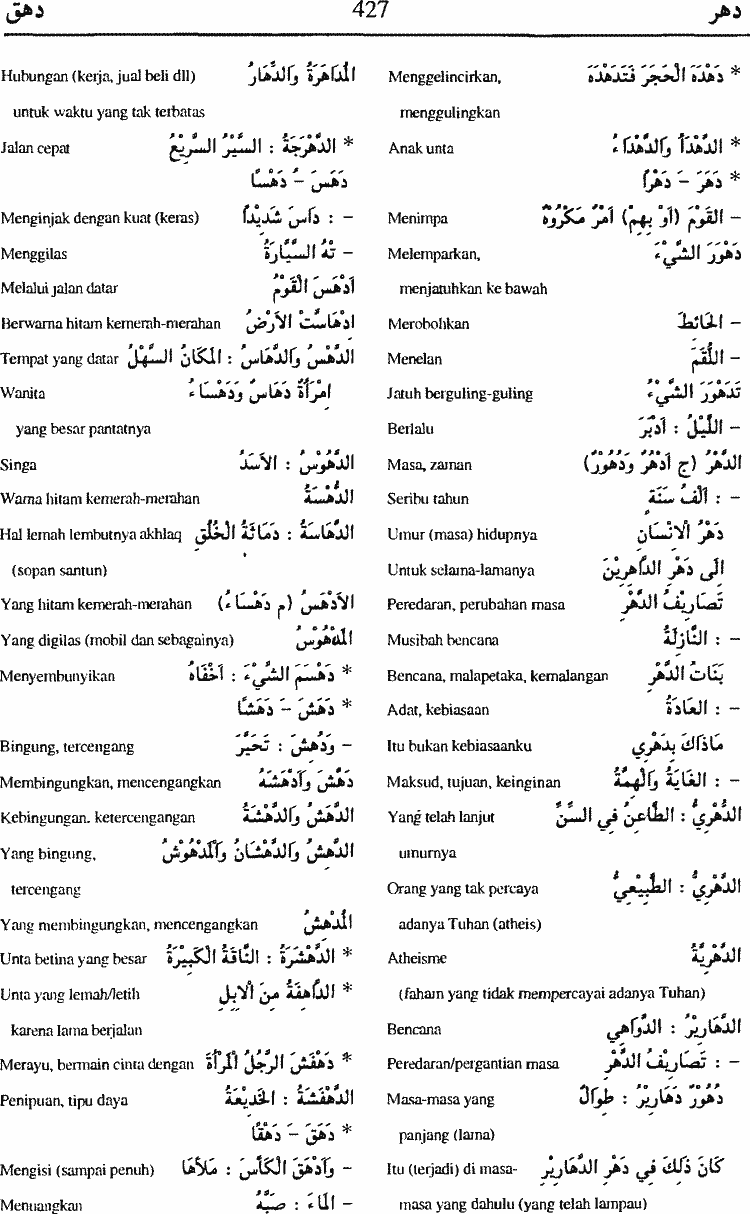 دهر 427 دهق
* دَهْدَهَ الْحَجَرَ فَتَدَهْدَهَ Menggelincirkan,
menggulingkan
* الدَّهْدَأُ وَالدَّهْدَاءُ Anak unta
* دَهَرَ – دَهْرًا
– القَوْمَ (أَوْ بِهِمْ) أَمْرٌ مَكْرُوْهٌ Menimpa
دَهْوَرَ الشَّيْءَ Melemparkan,
menjatuhkan ke bawah
– الْحَائِطَ Merobohkan
– اللُّقَمَ Menelan
تَدَهْوَرَ الشَّيْءُ Jatuh berguling-guling
– اللَّيْلُ : أَدْبَرَ Berlalu
الدَّهْرُ (ج أَدْهُرٌ وَدُهُوْرٌ) Masa, zaman
– : أَلْفُ سَنَةٍ Seribu tahun
دَهْرُ الْاِنْسَانِ Umur (masa) hidupnya
اِلَى دَهْرِ الدَّاهِرِيْنَ Untuk selama-lamanya
تَصَارِيْفُ الدَّهْرِ Peredaran, perubahan masa
– : النَّازِلَةُ Musibah bencana
بَنَاتُ الدَّهْرِ Bencana, malapetaka, kemalangan
– : العَادَةُ Adat, kebiasaan
مَاذَاكَ بِدَهْرِي Itu bukan kebiasaanku
– : الغَايَةُ وَالْهِمَّةُ Maksud, tujuan, keinginan
الدُّهْرِيُّ : الطَّاعِنُ فِي السِّنِّ Yang telah lanjut
umurnya
الدَّهْرِيُّ : الطَّبِيْعِيُّ Orang yang tak percaya
adanya Tuhan (atheis)
الدَّهْرِيَّةُ Atheisme
(faham yang tidak mempercayai adanya Tuhan)
الدَّهَارِيْرُ : الدَّوَاهِي Bencana
– : تَصَارِيْفُ الدَّهْرِ Peredaran/pergantian masa
دُهُوْرٌ دَهَارِيْرُ : طِوَالٌ Masa-masa yang
panjang (lama)
كَانَ ذَلِكَ فِي دَهْرِ الدَّهَارِيْرِ Itu (terjadi) di masa-
masa yang dahulu (yang telah lampau)
الْمُدَاهَرَةُ وَالدِّهَارُ Hubungan (kerja, jual beli dll)
untuk waktu yang tak terbatas
* الدَّهْرَجَةُ : السَّيْرُ السَّرِيْعُ Jalan cepat
دَهَسَ – دَهْسًا
– : دَاسَ شَدِيْدًا Menginjak dengan kuat (keras)
– تْهُ السَّيَّارَةُ Menggilas
أَدْهَسَ الْقَوْمُ Melalui jalan datar
ادْهَاسَّتْ الأَرْضُ Berwarna hitam kemerah-merahan
الدَّهْسُ وَالدَّهَاسُ : الْمَكَانُ السَّهْلُ Tempat yang datar
امْرَأَةٌ دَهَاسٌ وَدَهْسَاءُ Wanita
yang besar pantatnya
الدَّهُوْسُ : الأَسَدُ Singa
الدُّهْسَةُ Warna hitam kemerah-merahan
الدَّهَاسَةُ : دَمَاثَةُ الْخُلُقِ Hal lemah lembutnya akhlaq
(sopan santun)
الأَدْهَسُ (م دَهْسَاءُ) Yang hitam kemerah-merahan
الْمَدْهُوْسُ Yang digilas (mobil dan sebagainya)
* دَهْسَمَ الشَّيْءَ : أَخْفَاهُ Menyembunyikan
* دَهَشَ – دَهْشًا
– وَدُهِشَ : تَحَيَّرَ Bingung, tercengang
دَهَّشَ وَأَدْهَشَهُ Membingungkan, mencengangkan
الدَّهَشُ وَالدَّهْشَةُ Kebingungan. ketercengangan
الدَّهِشُ وَالدَّهْشَانُ وَالْمَدْهُوْشُ Yang bingung,
tercengang
الْمُدْهِشُ Yang membingungkan, mencengangkan
* الدَّهْشَرَةُ : النَّاقَةُ الْكَبِيْرَةُ Unta betina yang besar
* الدَّاهِفَةُ مِنَ الْاِبِلِ Unta yang lemah/letih
karena lama berjalan
* دَهْفَشَ الرَّجُلُ الْمَرْأَةَ Merayu, bermain cinta dengan
الدَّهْفَشَةُ : الْخَدِيْعَةُ Penipuan, tipu daya
* دَهَقَ – دَهْقًا
– وَأَدْهَقَ الْكَأْسَ : مَلأَهَا Mengisi (sampai penuh)
– الْمَاءَ : صَبَّهُ Menuangkan